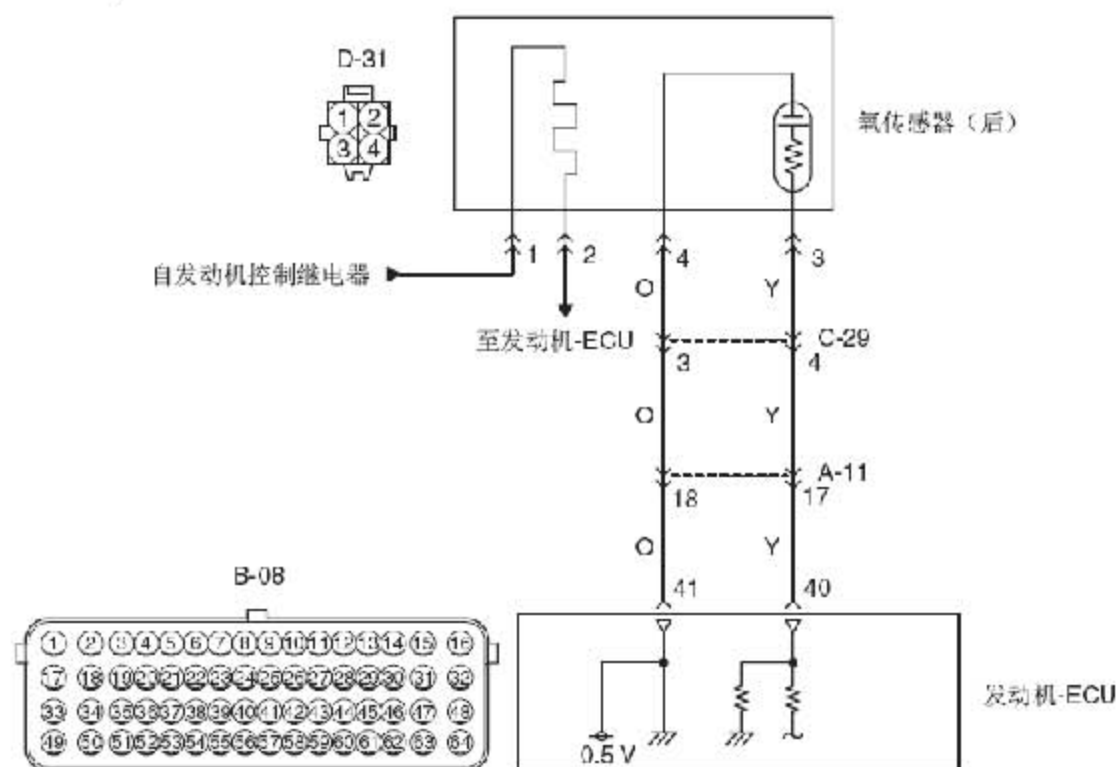 D-31
1 2
3 4
氧传感器（后）
1 2 4 3
自发动机控制继电器
O Y
至发动机-ECU
C-29
3 4
O Y
A-11
18 17
O Y
41 40
B-08
1 2 3 4 5 6 7 8 9 10 11 12 13 14 15 16
17 18 19 20 21 22 23 24 25 26 27 28 29 30 31 32
33 34 35 36 37 38 39 40 41 42 43 44 45 46 47 48
49 50 51 52 53 54 55 56 57 58 59 60 61 62 63 64
发动机-ECU
0.5 V